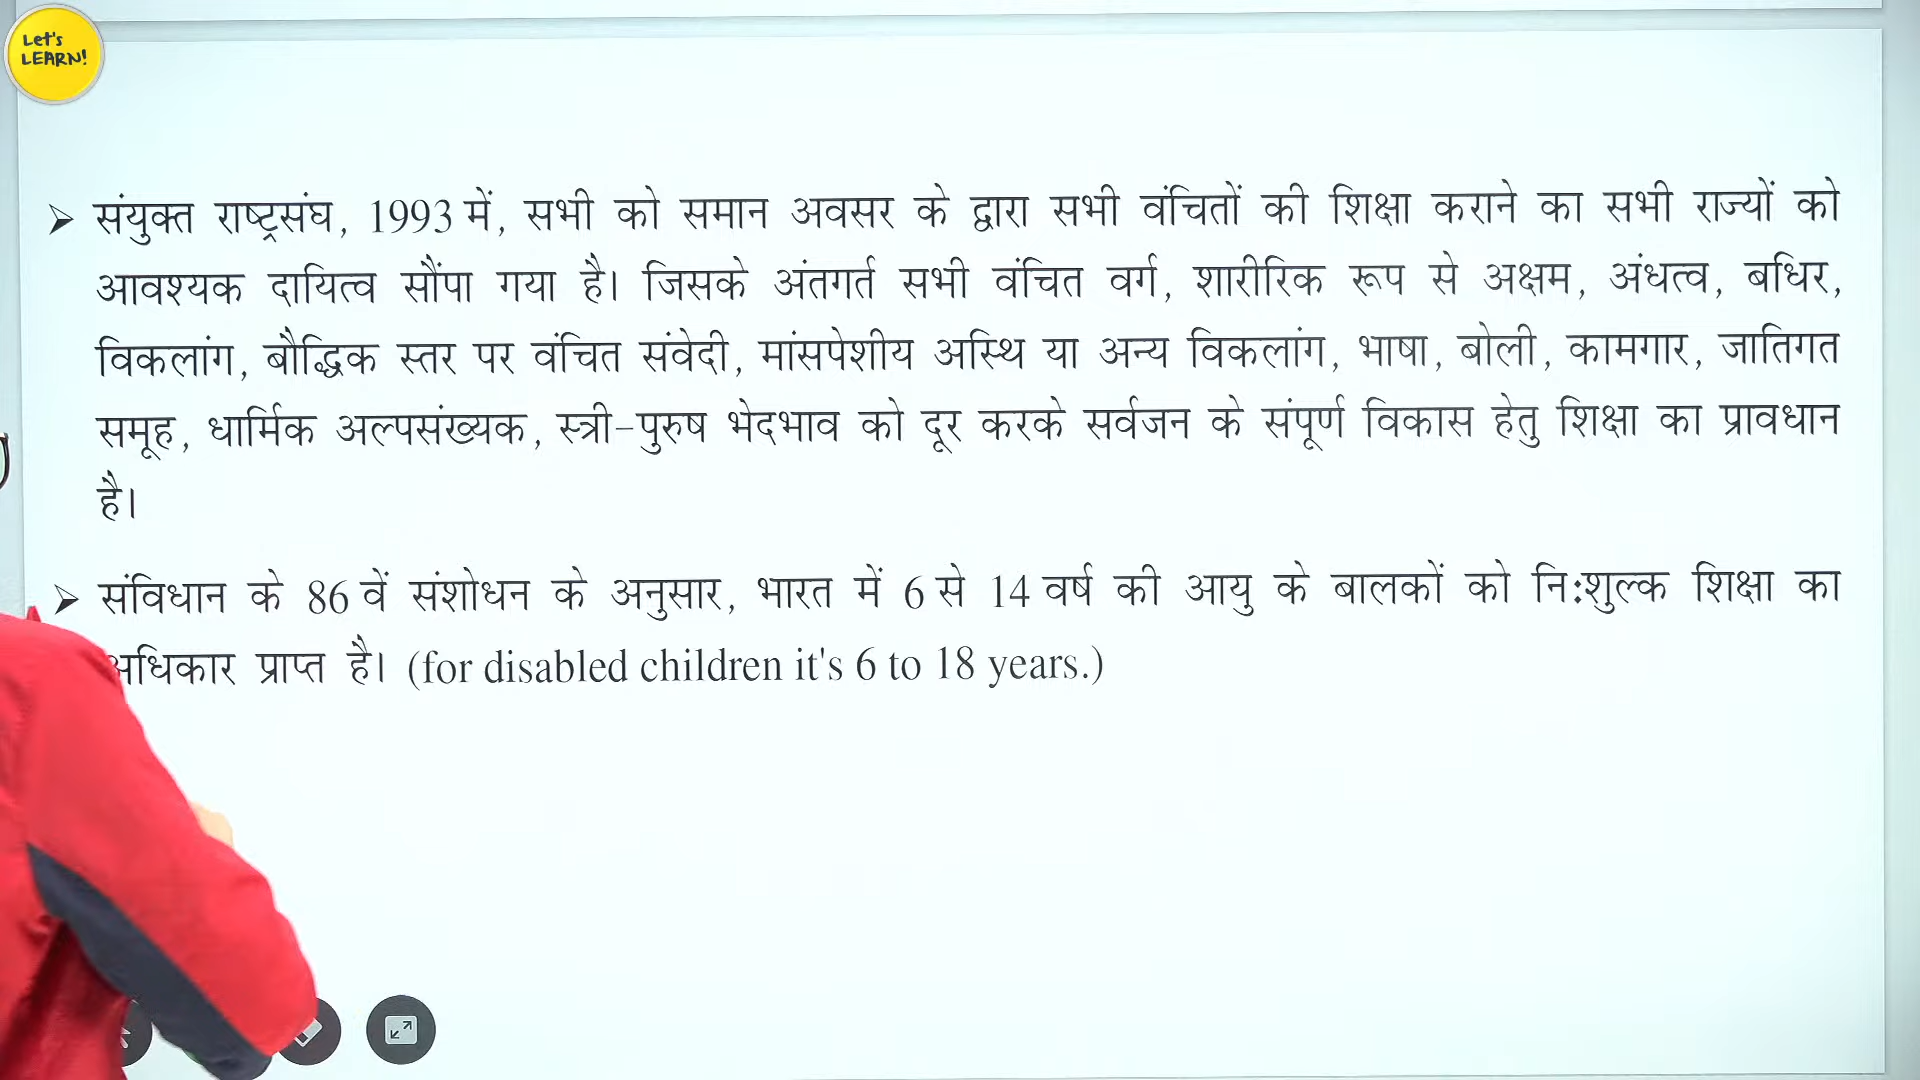 Let's
LEARN!
संयुक्त राष्ट्रसंघ, 1993 में, सभी को समान अवसर के द्वारा सभी वंचितों की शिक्षा कराने का सभी राज्यों को
आवश्यक दायित्व सौंपा गया है। जिसके अंतगर्त सभी वंचित वर्ग, शारीरिक रूप से अक्षम, अंधत्व, बधिर,
विकलांग, बौद्धिक स्तर पर वंचित संवेदी, मांसपेशीय अस्थि या अन्य विकलांग, भाषा, बोली, कामगार, जातिगत
समूह, धार्मिक अल्पसंख्यक, स्त्री-पुरुष भेदभाव को दूर करके सर्वजन के संपूर्ण विकास हेतु शिक्षा का प्रावधान
है।
संविधान के 86 वें संशोधन के अनुसार, भारत में 6 से 14 वर्ष की आयु के बालकों को नि:शुल्क शिक्षा का
अधिकार प्राप्त है। (for disabled children it's 6 to 18 years.)